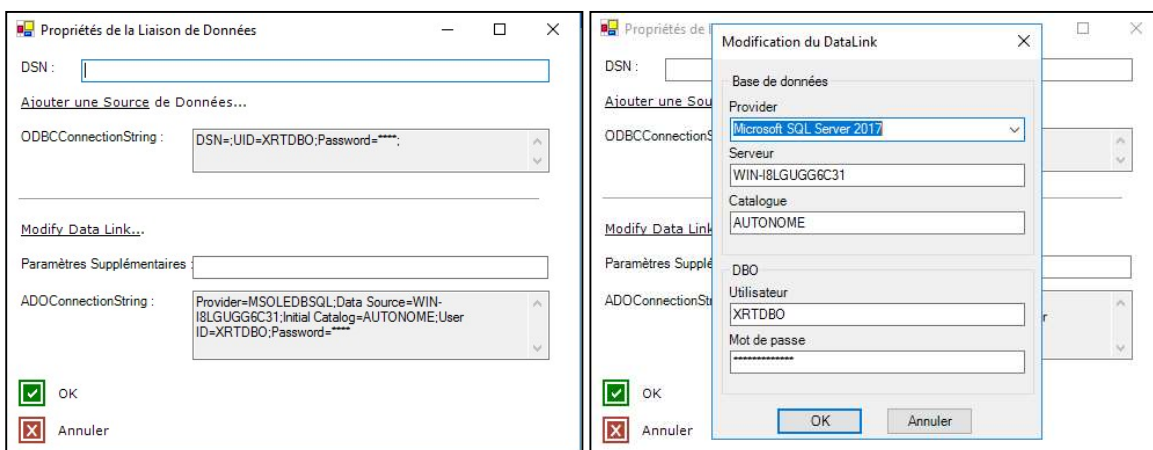 Propriétés de la Liaison de Données
DSN :
Ajouter une Source de Données...
ODBCConnectionString :
DSN=;UID=XRTDBO;Password=****;
Modify Data Link...
Paramètres Supplémentaires :
ADOConnectionString :
Provider=MSOLEDBSQL;Data Source=WIN-
I8LGUGG6C31;Initial Catalog=AUTONOME;User
ID=XRTDBO;Password=****
OK
Annuler
Propriétés de l
DSN :
Ajouter une Sou
ODBCConnectionS
Modify Data Link
Paramètres Supplé
ADOConnectionStr
r
OK
Annuler
Modification du DataLink
Base de données
Provider
Microsoft SQL Server 2017
Serveur
WIN-I8LGUGG6C31
Catalogue
AUTONOME
DBO
Utilisateur
XRTDBO
Mot de passe
*************
OK
Annuler